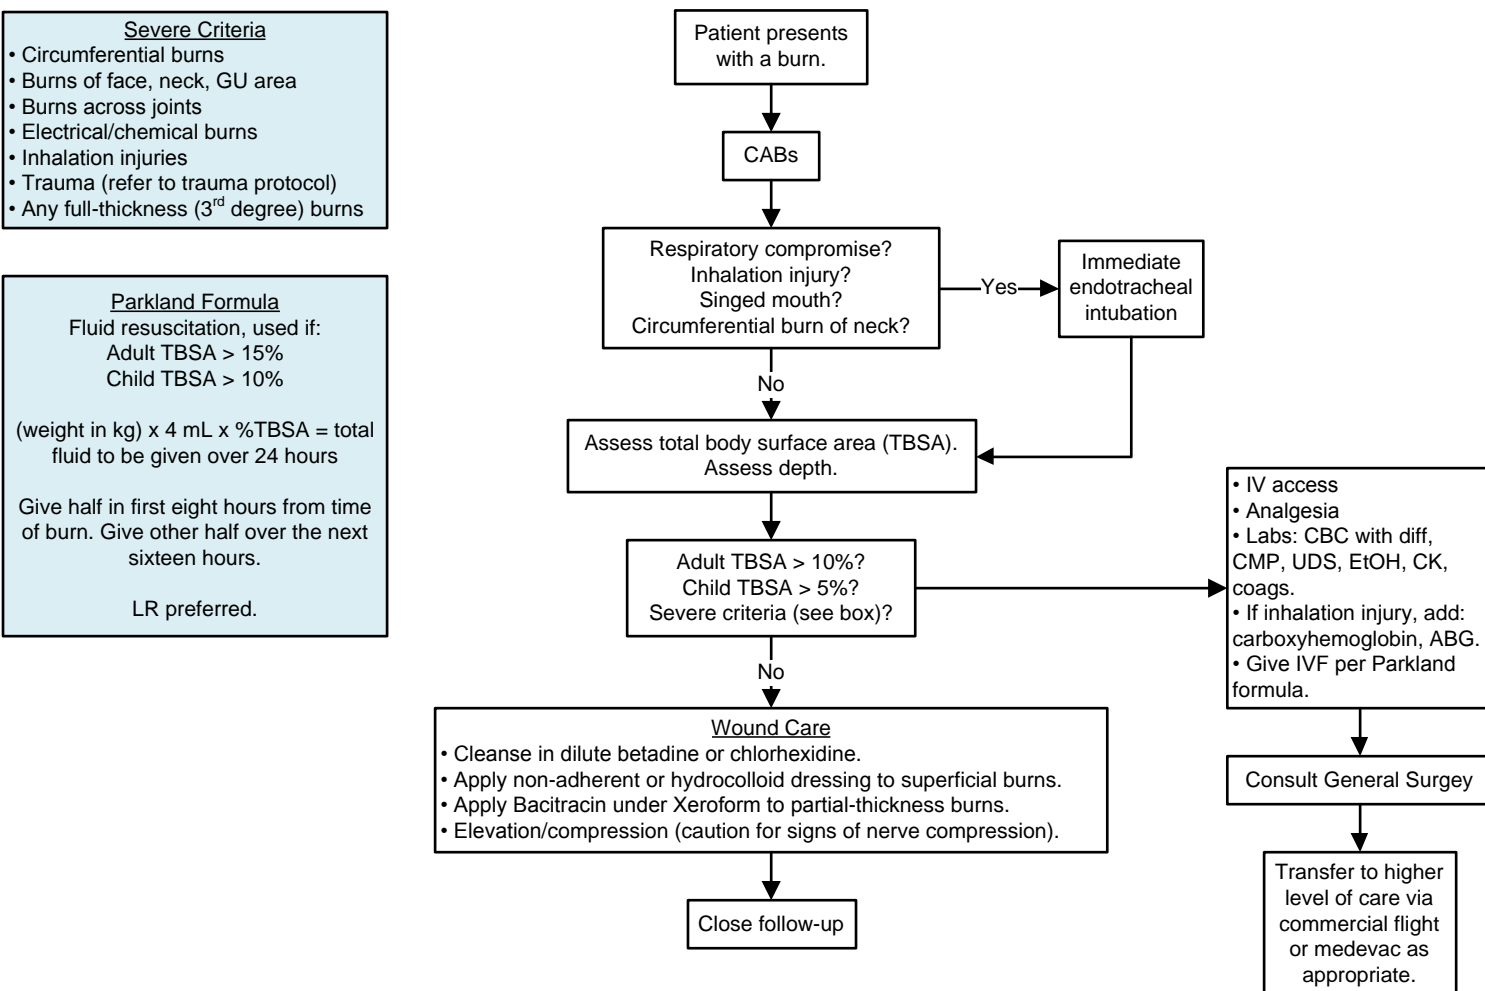 Severe Criteria
• Circumferential burns
• Burns of face, neck, GU area
• Burns across joints
• Electrical/chemical burns
• Inhalation injuries
• Trauma (refer to trauma protocol)
• Any full-thickness (3rd degree) burns
Parkland Formula
Fluid resuscitation, used if:
Adult TBSA > 15%
Child TBSA > 10%
(weight in kg) x 4 mL x %TBSA = total
fluid to be given over 24 hours
Give half in first eight hours from time
of burn. Give other half over the next
sixteen hours.
LR preferred.
Patient presents
with a burn.
CABs
Respiratory compromise?
Inhalation injury?
Singed mouth?
Circumferential burn of neck?
Yes
Immediate
endotracheal
intubation
No
Assess total body surface area (TBSA).
Assess depth.
Adult TBSA > 10%?
Child TBSA > 5%?
Severe criteria (see box)?
No
Wound Care
• Cleanse in dilute betadine or chlorhexidine.
• Apply non-adherent or hydrocolloid dressing to superficial burns.
• Apply Bacitracin under Xeroform to partial-thickness burns.
• Elevation/compression (caution for signs of nerve compression).
Close follow-up
• IV access
• Analgesia
• Labs: CBC with diff,
CMP, UDS, EtOH, CK,
coags.
• If inhalation injury, add:
carboxyhemoglobin, ABG.
• Give IVF per Parkland
formula.
Consult General Surgey
Transfer to higher
level of care via
commercial flight
or medevac as
appropriate.